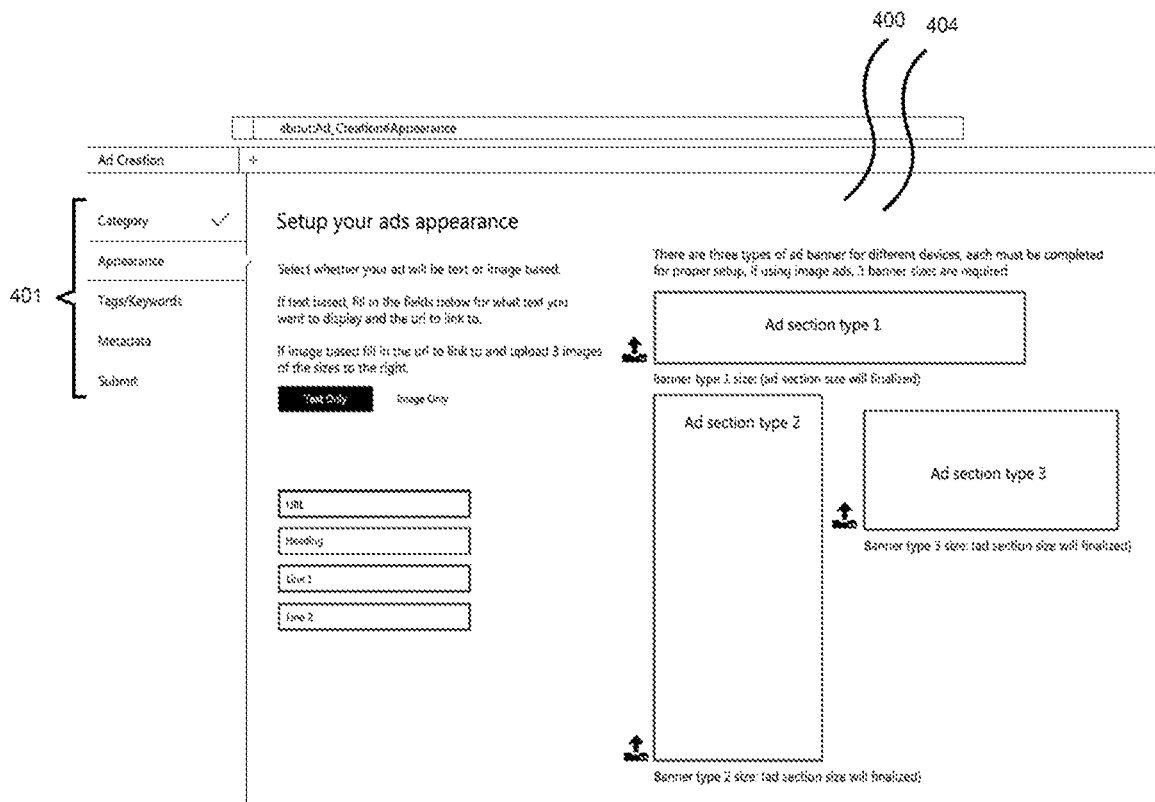 400 404
about:Ad_Creation#Appearance
Ad Creation +
401
Category
Appearance
Tags/Keywords
Metadata
Submit
Setup your ads appearance
Select whether your ad will be text or image based.
If text based, fill in the fields below for what text you
want to display and the url to link to.
If image based fill in the url to link to and upload 3 images
of the sizes to the right.
Text Only Image Only
URL
Heading
Line 1
Line 2
There are three types of ad banner for different devices, each must be completed
for proper setup, if using image ads, 3 banner sizes are required
Ad section type 1
Banner type 1 size: (ad section size will finalized)
Ad section type 2
Banner type 2 size: (ad section size will finalized)
Ad section type 3
Banner type 3 size: (ad section size will finalized)